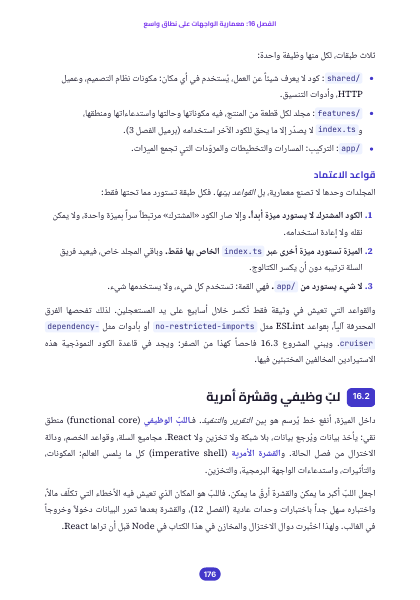 الفصل 16: معمارية الواجهات على نطاق واسع
ثلاث طبقات، لكل منها وظيفة واحدة:
• shared/ : كود لا يعرف شيئاً عن العمل، يُستخدم في أي مكان: مكونات نظام التصميم، وعميل
HTTP، وأدوات التنسيق.
• features/ : مجلد لكل قطعة من المنتج، فيه مكوناتها وحالتها واستدعاءاتها ومنطقها،
و index.ts لا يصدّر إلا ما يحق للكود الآخر استخدامه (برميل الفصل 3).
• app/ : التركيب: المسارات والتخطيطات والمزوّدات التي تجمع الميزات.
قواعد الاعتماد
المجلدات وحدها لا تصنع معمارية، بل القواعد بينها. فكل طبقة تستورد مما تحتها فقط:
1. الكود المشترك لا يستورد ميزة أبداً. وإلا صار الكود «المشترك» مرتبطاً سراً بميزة واحدة، ولا يمكن
نقله ولا إعادة استخدامه.
2. الميزة تستورد ميزة أخرى عبر index.ts الخاص بها فقط. وباقي المجلد خاص، فيعيد فريق
السلة ترتيبه دون أن يكسر الكتالوج.
3. لا شيء يستورد من app/ . فهي القمة: تستخدم كل شيء، ولا يستخدمها شيء.
والقواعد التي تعيش في وثيقة فقط تُكسر خلال أسابيع على يد المستعجلين. لذلك تفحصها الفرق
المحترفة آلياً، بقواعد ESLint مثل no-restricted-imports أو بأدوات مثل dependency-
cruiser. ويبني المشروع 16.3 فاحصاً كهذا من الصفر: ويجد في قاعدة الكود النموذجية هذه
الاستيرادين المخالفين المختبئين فيها.
16.2 لبّ وظيفي وقشرة أمرية
داخل الميزة، أنفع خط يُرسم هو بين التقرير والتنفيذ. فاللبّ الوظيفي (functional core) منطق
نقي: يأخذ بيانات ويُرجع بيانات، بلا شبكة ولا تخزين ولا React. مجاميع السلة، وقواعد الخصم، ودالة
الاختزال من فصل الحالة. والقشرة الأمرية (imperative shell) كل ما يلمس العالم: المكونات،
والتأثيرات، واستدعاءات الواجهة البرمجية، والتخزين.
اجعل اللبّ أكبر ما يمكن والقشرة أرقّ ما يمكن. فاللبّ هو المكان الذي تعيش فيه الأخطاء التي تكلّف مالاً،
واختباره سهل جداً باختبارات وحدات عادية (الفصل 12)، والقشرة بعدها تمرر البيانات دخولاً وخروجاً
في الغالب. ولهذا اختُبرت دوال الاختزال والمخازن في هذا الكتاب في Node قبل أن تراها React.
176